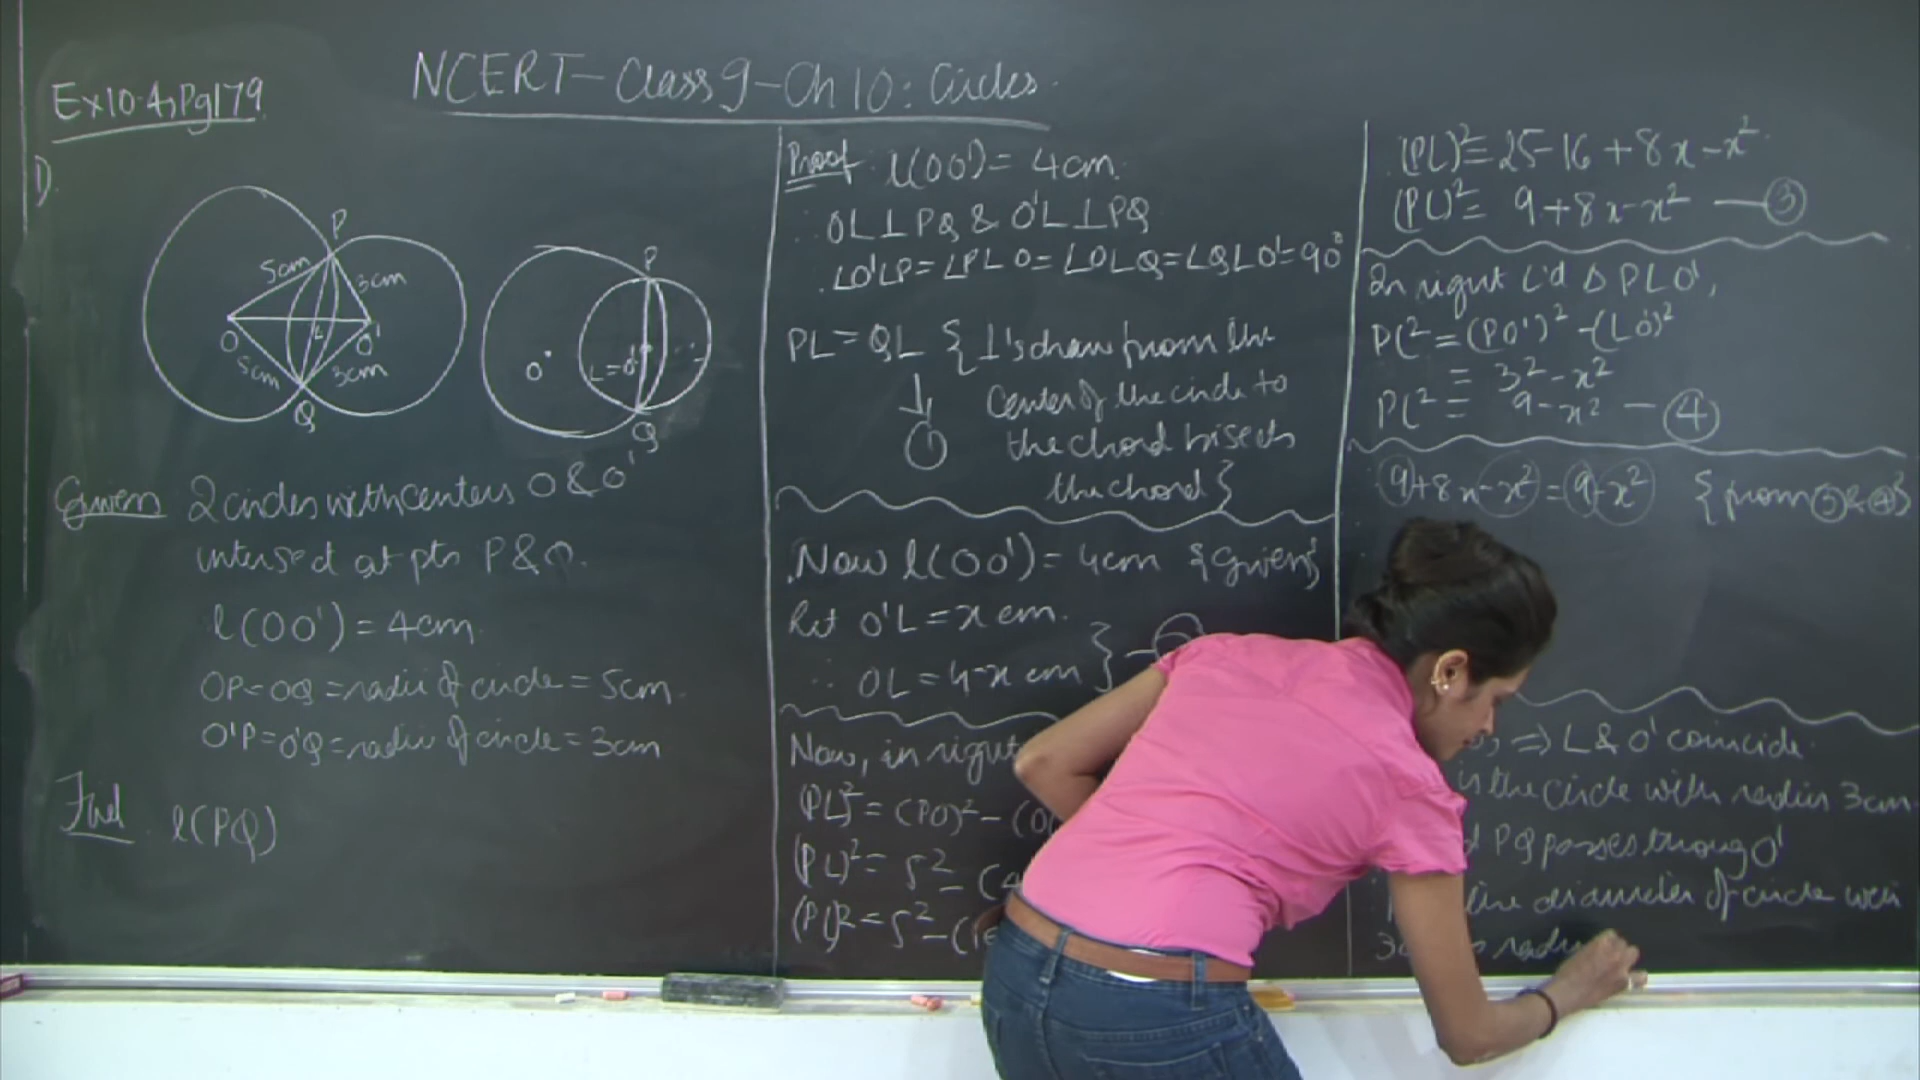 NCERT-Class 9-Ch 10: Circles.
Ex10.4, Pg179
1)
P
5cm
3cm
O
L
O'
5cm
3cm
Q
P
O
L=O'
Q
Given 2 circles with centers O & O'
intersect at pts P & Q.
l(OO') = 4cm
OP=OQ=radii of circle = 5cm
O'P=O'Q=radii of circle = 3cm
Find l(PQ)
Proof l(OO') = 4cm.
∴ OL⊥PQ & O'L⊥PQ
∠O'LP=∠PLO=∠OLQ=∠QLO'=90°
PL = QL { ⊥'s drawn from the
center of the circle to
the chord bisects
the chord }
①
Now l(OO') = 4cm {given}
Let O'L = x cm.
∴ OL = 4-x cm } -
Now, in right
(PL)² = (PO)² - (O
(PL)² = 5² - (4
(PL)² = 5² - (16
(PL)² = 25-16 + 8x-x²
(PL)² = 9+8x-x² — ③
In right ∠'d Δ PLO',
PL² = (PO')² - (LO')²
= 3² - x²
PL² = 9-x² — ④
9+8x-x² = 9-x² {from ③ & ④}
⇒ L & O' coincide.
in the circle with radius 3cm
PQ passes throug O'
the diameter of circle with
radi